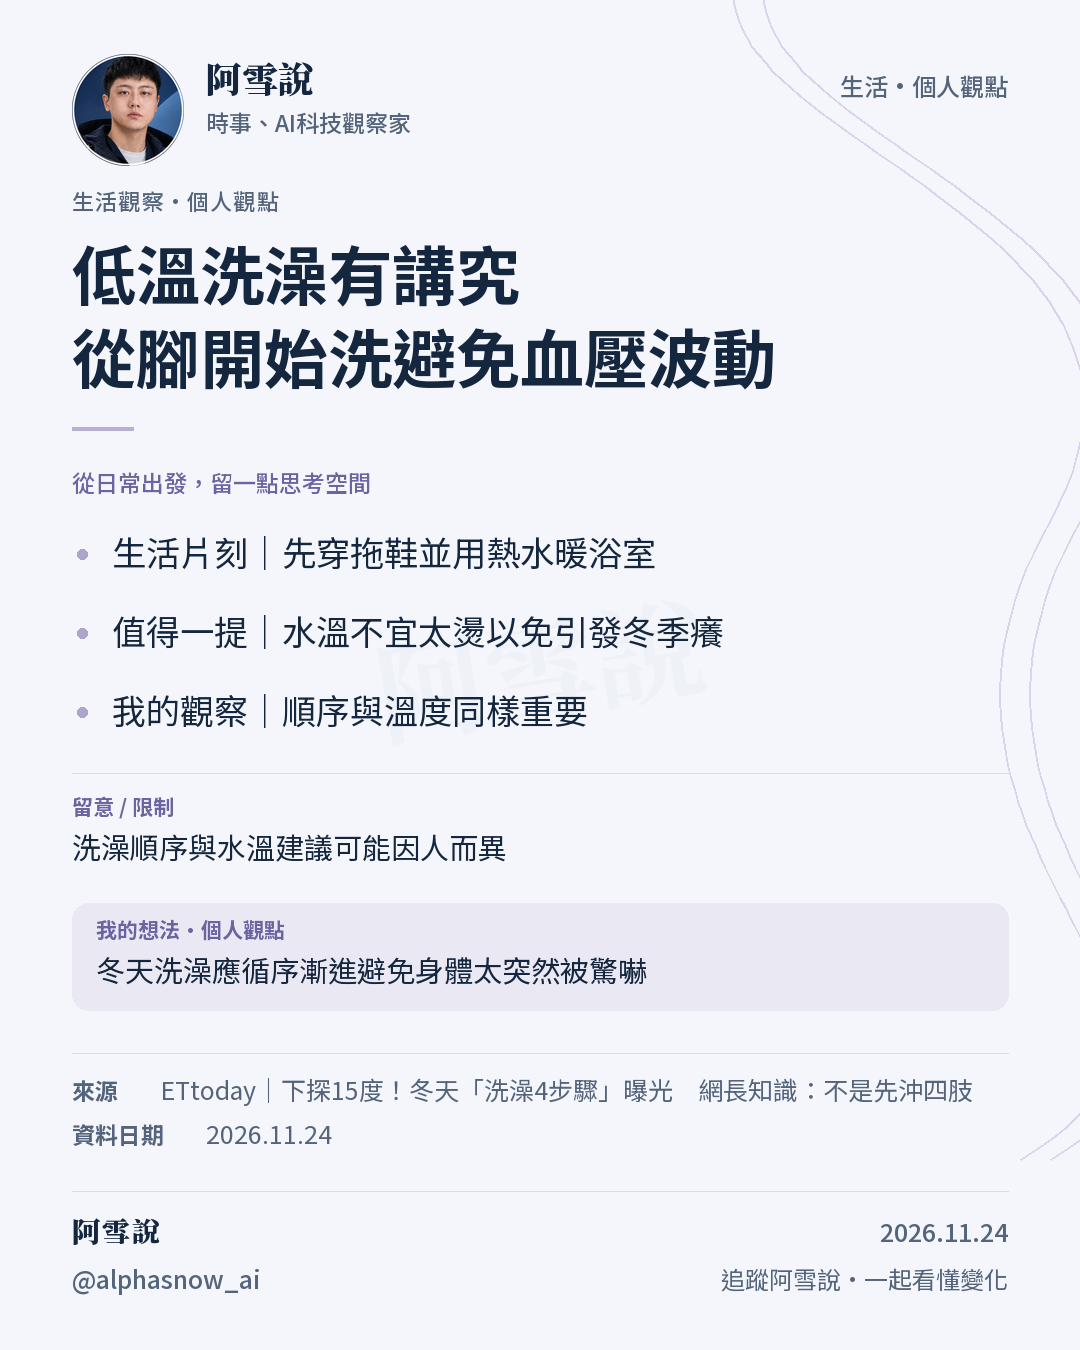 阿雪說
時事、AI科技觀察家
生活・個人觀點
生活觀察・個人觀點
低溫洗澡有講究
從腳開始洗避免血壓波動
從日常出發，留一點思考空間
生活片刻｜先穿拖鞋並用熱水暖浴室
值得一提｜水溫不宜太燙以免引發冬季癢
我的觀察｜順序與溫度同樣重要
阿雪說
留意 / 限制
洗澡順序與水溫建議可能因人而異
我的想法・個人觀點
冬天洗澡應循序漸進避免身體太突然被驚嚇
來源 ETtoday｜下探15度！冬天「洗澡4步驟」曝光　網長知識：不是先沖四肢
資料日期 2026.11.24
阿雪說
2026.11.24
@alphasnow_ai
追蹤阿雪說・一起看懂變化